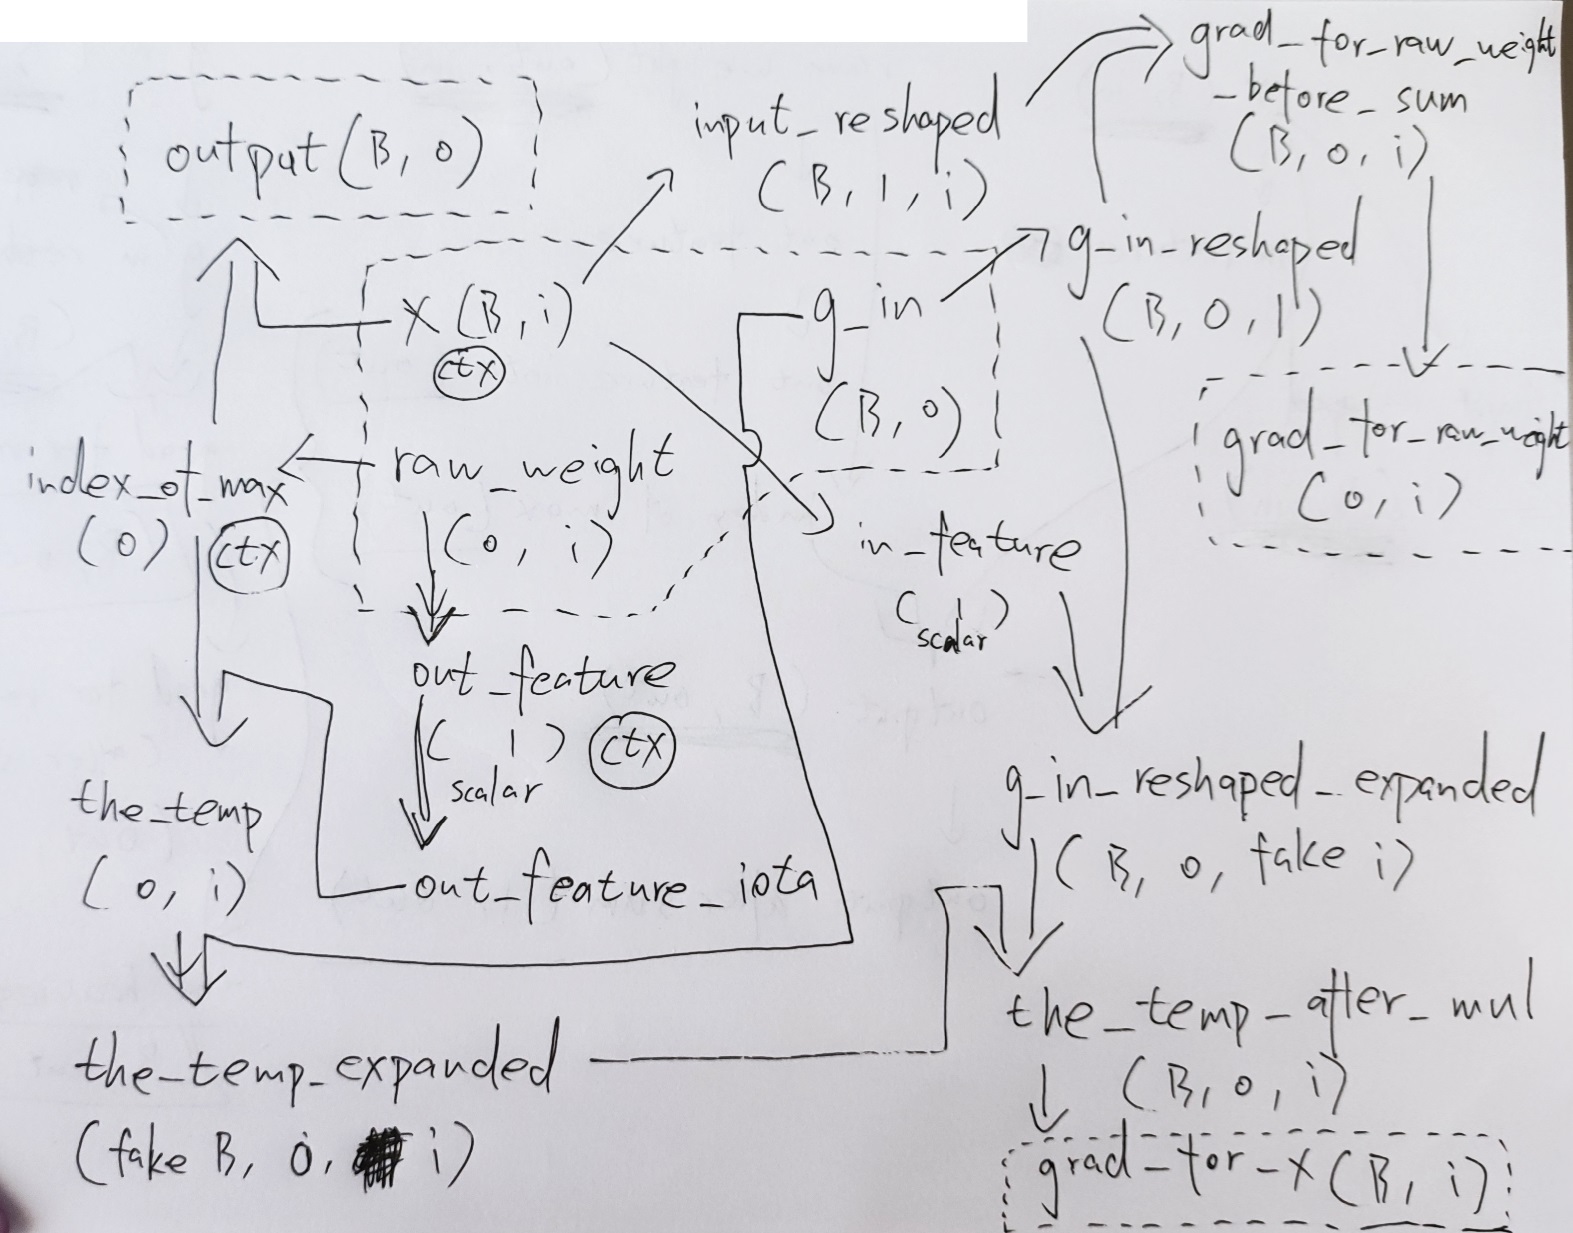 output (B, o)
input_reshaped
(B, 1, i)
grad_for_raw_weight
_before_sum
(B, o, i)
X (B, i)
ctx
g_in
(B, o)
g_in_reshaped
(B, O, 1)
grad_for_raw_weight
(o, i)
index_of_max
(o) ctx
raw_weight
(o, i)
in_feature
( 1 )
scalar
out_feature
( 1 ) ctx
scalar
out_feature_iota
the_temp
(o, i)
g_in_reshaped_expanded
(B, o, fake i)
the_temp_expanded
(fake B, o, i)
the_temp_after_mul
(B, o, i)
grad_for_X (B, i)